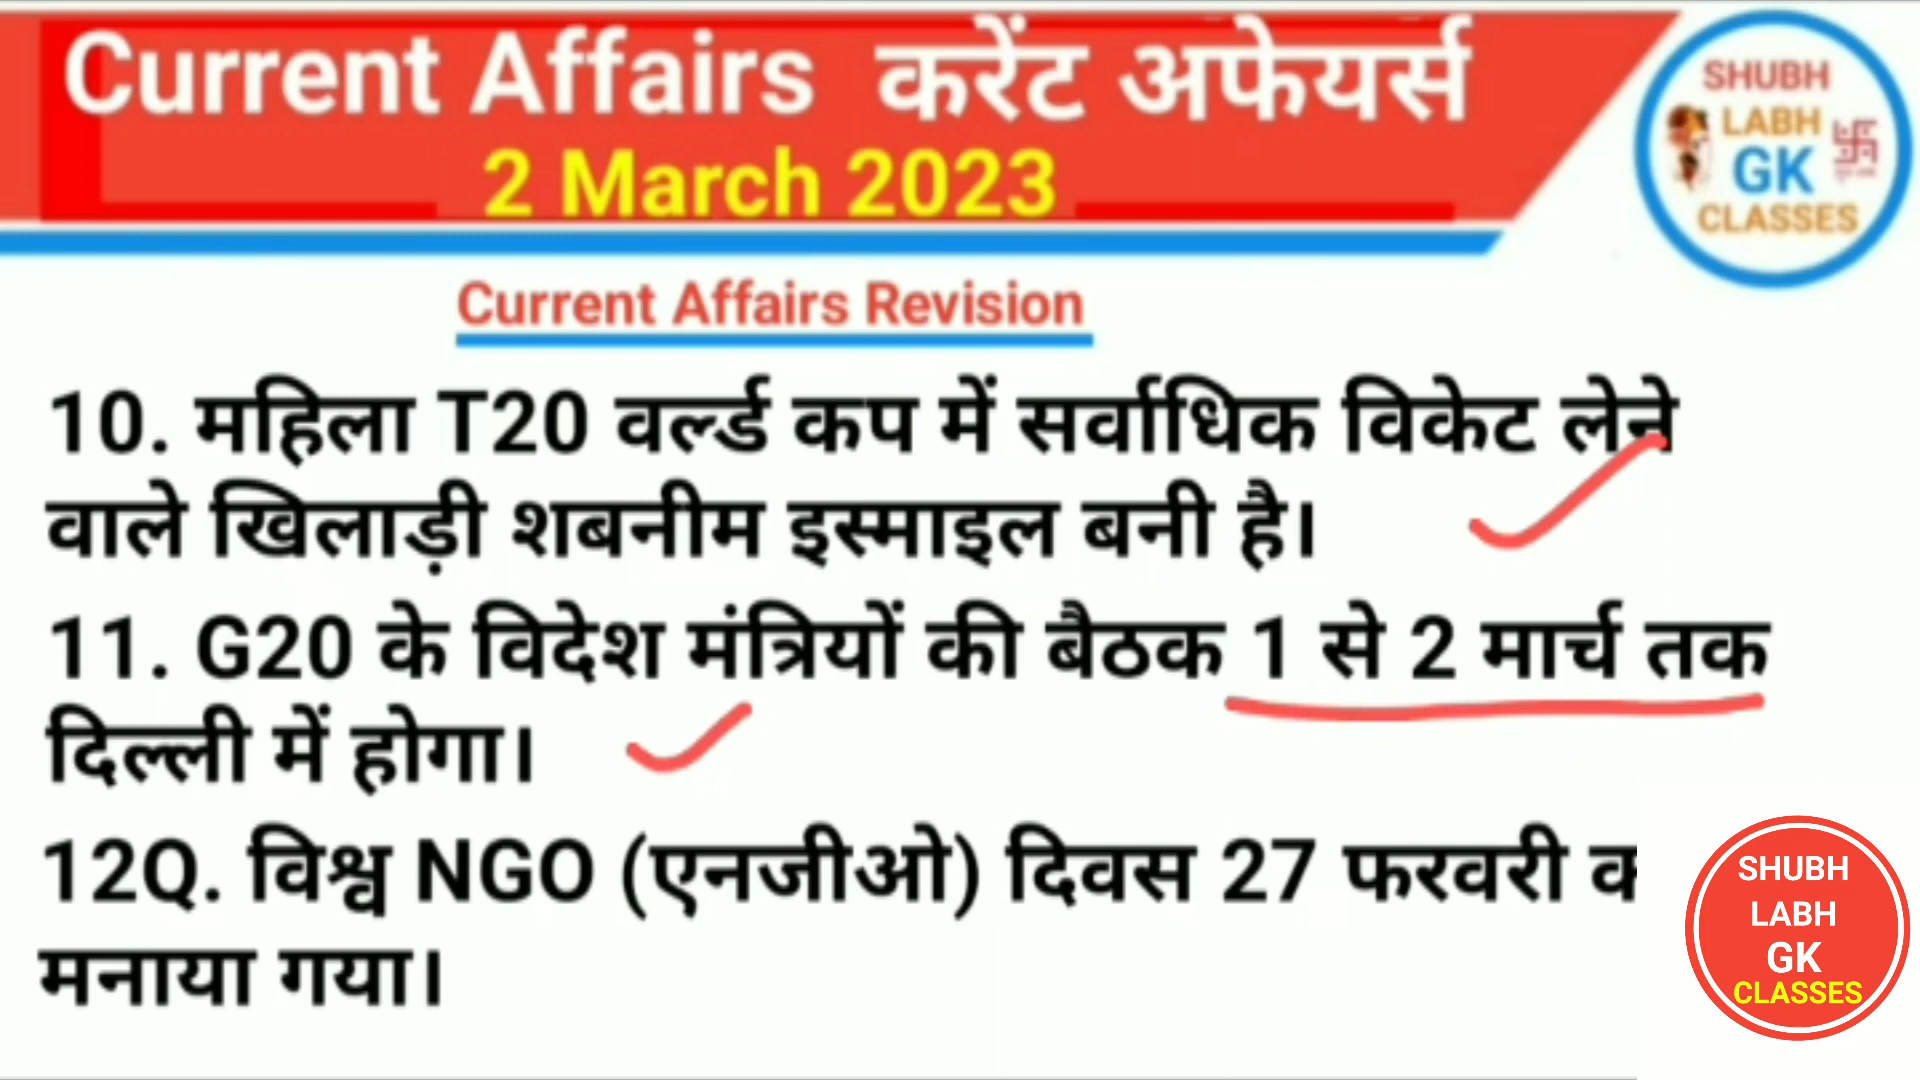 Current Affairs करेंट अफेयर्स
2 March 2023
SHUBH
LABH
GK
CLASSES
Current Affairs Revision
10. महिला T20 वर्ल्ड कप में सर्वाधिक विकेट लेने
वाले खिलाड़ी शबनीम इस्माइल बनी है।
11. G20 के विदेश मंत्रियों की बैठक 1 से 2 मार्च तक
दिल्ली में होगा।
12Q. विश्व NGO (एनजीओ) दिवस 27 फरवरी
मनाया गया।
SHUBH
LABH
GK
CLASSES